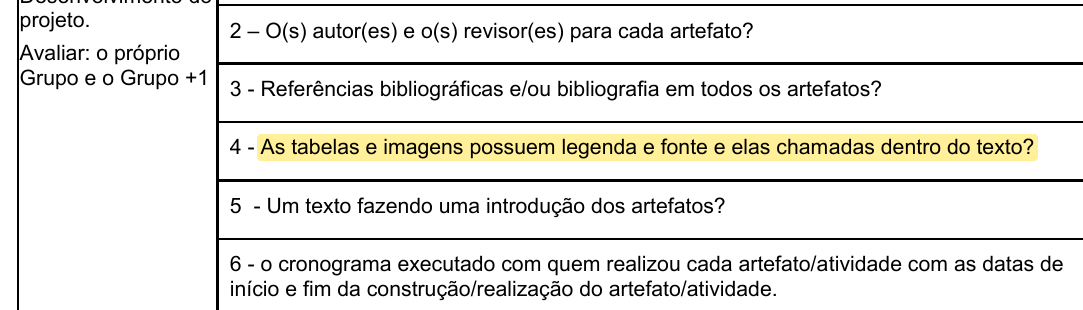 projeto.
Avaliar: o próprio
Grupo e o Grupo +1
2 – O(s) autor(es) e o(s) revisor(es) para cada artefato?
3 - Referências bibliográficas e/ou bibliografia em todos os artefatos?
4 - As tabelas e imagens possuem legenda e fonte e elas chamadas dentro do texto?
5 - Um texto fazendo uma introdução dos artefatos?
6 - o cronograma executado com quem realizou cada artefato/atividade com as datas de
início e fim da construção/realização do artefato/atividade.